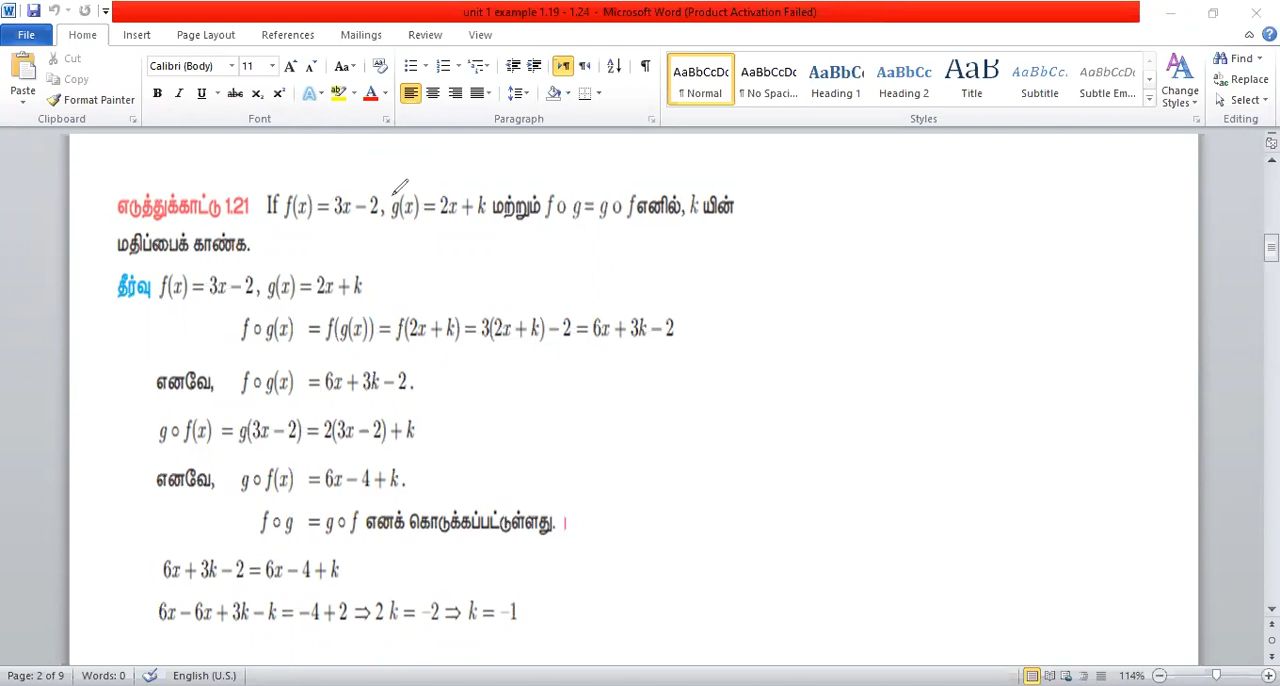 unit 1 example 1.19 - 1.24 - Microsoft Word (Product Activation Failed)
File Home Insert Page Layout References Mailings Review View
Cut Calibri (Body) 11 Aa AaBbCcDc AaBbCcDc AaBbC AaBbCc AaB AaBbCc. AaBbCcDc Find
Copy Replace
Paste Format Painter B I U abc X₂ X² A A ¶ Normal ¶ No Spaci... Heading 1 Heading 2 Title Subtitle Subtle Em... Change Styles Select
Clipboard Font Paragraph Styles Editing
எடுத்துக்காட்டு 1.21 If f(x) = 3x − 2, g(x) = 2x + k மற்றும் f o g = g o f எனில், k யின்
மதிப்பைக் காண்க.
தீர்வு f(x) = 3x − 2, g(x) = 2x + k
f ∘ g(x) = f(g(x)) = f(2x + k) = 3(2x + k) − 2 = 6x + 3k − 2
எனவே, f ∘ g(x) = 6x + 3k − 2.
g ∘ f(x) = g(3x − 2) = 2(3x − 2) + k
எனவே, g ∘ f(x) = 6x − 4 + k.
f ∘ g = g ∘ f எனக் கொடுக்கப்பட்டுள்ளது.
6x + 3k − 2 = 6x − 4 + k
6x − 6x + 3k − k = −4 + 2 ⇒ 2 k = −2 ⇒ k = −1
Page: 2 of 9 Words: 0 English (U.S.) 114%